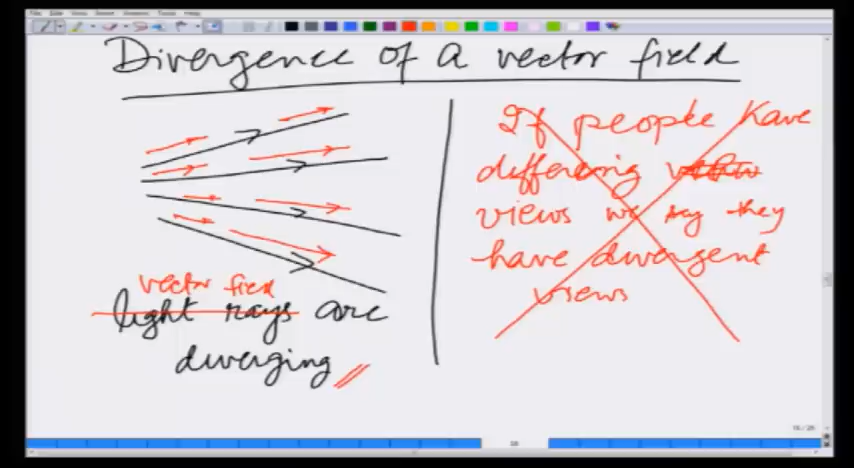 Divergence of a vector field
vector field
light rays are
diverging
If people have
differing
views we say they
have divergent
views